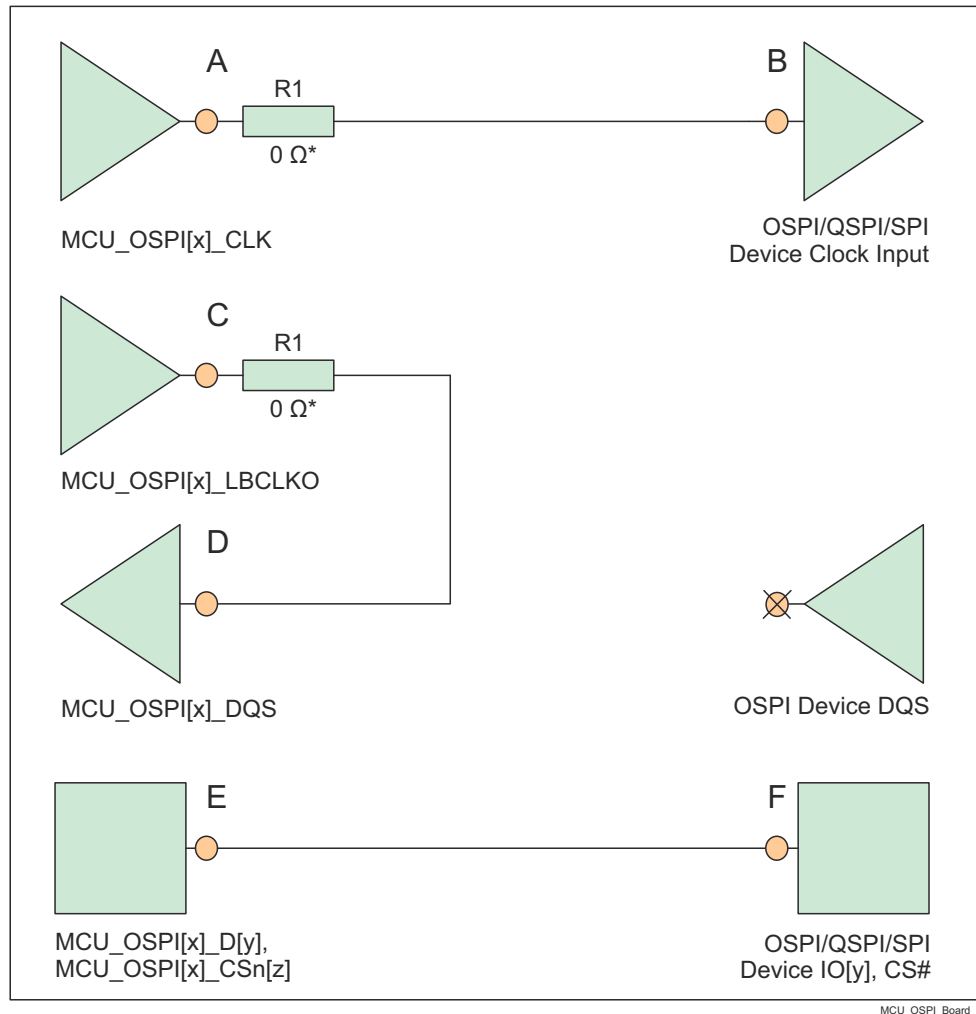 A
B
R1
0 Ω*
MCU_OSPI[x]_CLK
OSPI/QSPI/SPI
Device Clock Input
C
R1
0 Ω*
MCU_OSPI[x]_LBCLKO
D
MCU_OSPI[x]_DQS
OSPI Device DQS
E
F
MCU_OSPI[x]_D[y],
MCU_OSPI[x]_CSn[z]
OSPI/QSPI/SPI
Device IO[y], CS#
MCU_OSPI_Board